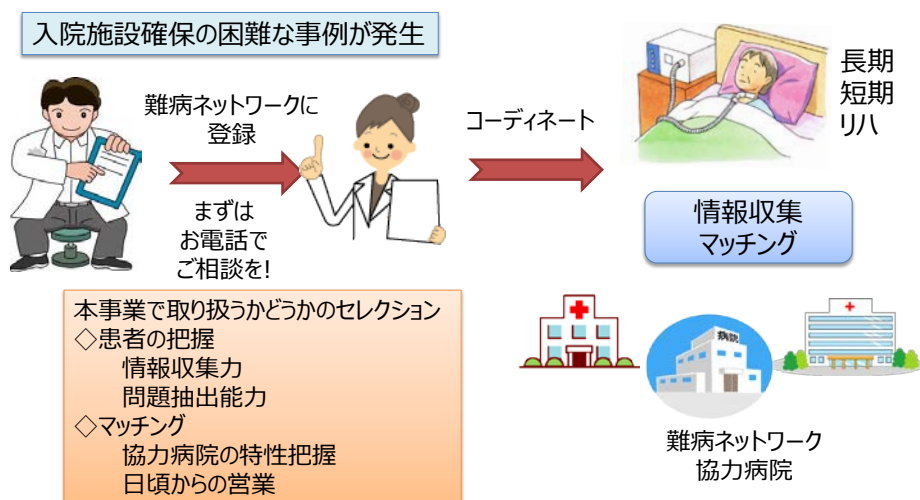 入院施設確保の困難な事例が発生
難病ネットワークに
登録
まずは
お電話で
ご相談を!
コーディネート
長期
短期
リハ
情報収集
マッチング
本事業で取り扱うかどうかのセレクション
◇患者の把握
情報収集力
問題抽出能力
◇マッチング
協力病院の特性把握
日頃からの営業
病院
難病ネットワーク
協力病院